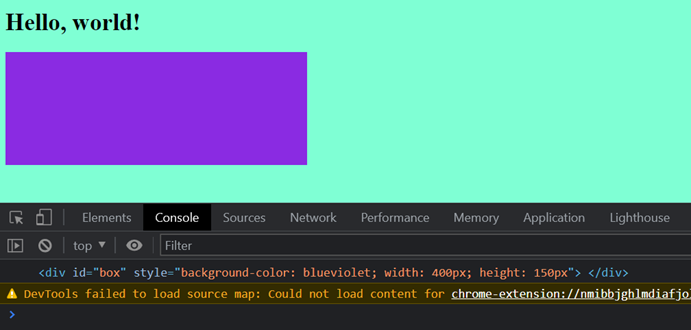 Hello, world!
Elements Console Sources Network Performance Memory Application Lighthouse
top Filter
<div id="box" style="background-color: blueviolet; width: 400px; height: 150px"> </div>
DevTools failed to load source map: Could not load content for chrome-extension://nmibbjghlmdiafjo